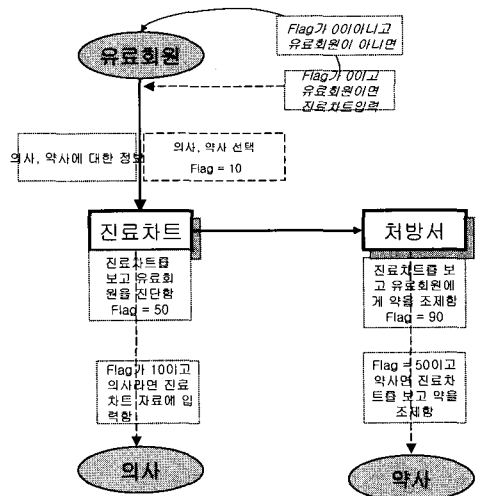 Flag가 0이아니고
유료회원이 아니면
유료회원
Flag가 0이고
유료회원이면
진료차트입력
의사, 약사에 대한 정보
의사, 약사 선택
Flag = 10
진료차트
처방서
진료차트를
보고 유료회
원을 진단함
Flag = 50
진료차트를 보
고 유료회원에
게 약을 조제함
Flag = 90
Flag가 10이고
의사라면 진료
차트 자료에 입
력함
Flag = 50이고
약사면 진료차
트를 보고 약을
조제함
의사
약사